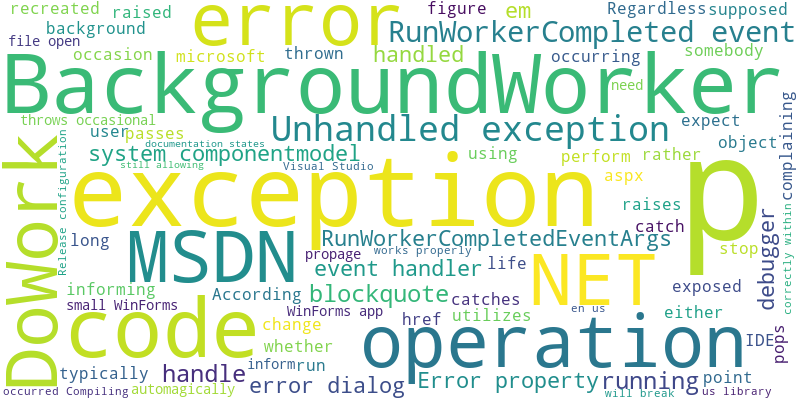 recreated
raised
error
figure
em
Regardless
supposed
background
RunWorkerCompleted event
file open
occasion
microsoft
thrown
handled
occurring
somebody
BackgroundWorker
need
throws occasional
user
passes
Unhandled exception
expect
object
complaining
documentation states
system componentmodel
still allowing
Visual Studio
using
perform
rather
aspx
DoWork
Release configuration
exception
p
raises
catch
stop
correctly within
long
MSDN
RunWorkerCompletedEventArgs
works properly
propage
event handler
life
NET
debugger
informing
According
blockquote
catches
exposed
small WinForms
code
WinForms app
href
utilizes
en us
either
change
whether
operation
IDE
pops
typically
handle
inform
run
error dialog
Error property
running
point
occurred Compiling
automagically
will break
us library